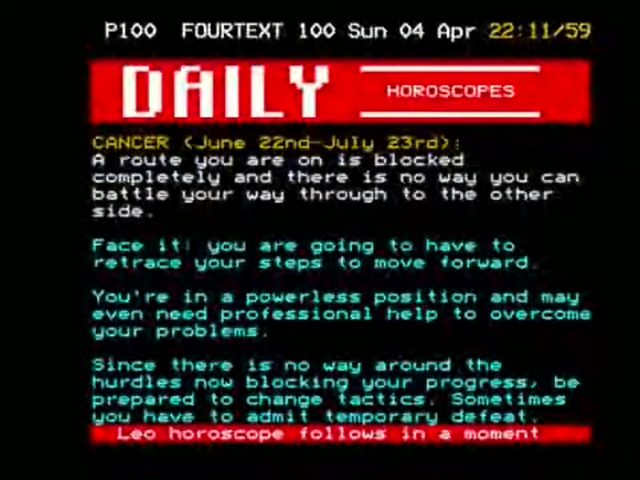 P100 FOURTEXT 100 Sun 04 Apr 22:11/59
DAILY
HOROSCOPES
CANCER (June 22nd-July 23rd):
A route you are on is blocked
completely and there is no way you can
battle your way through to the other
side.
Face it: you are going to have to
retrace your steps to move forward.
You're in a powerless position and may
even need professional help to overcome
your problems.
Since there is no way around the
hurdles now blocking your progress, be
prepared to change tactics. Sometimes
you have to admit temporary defeat.
Leo horoscope follows in a moment